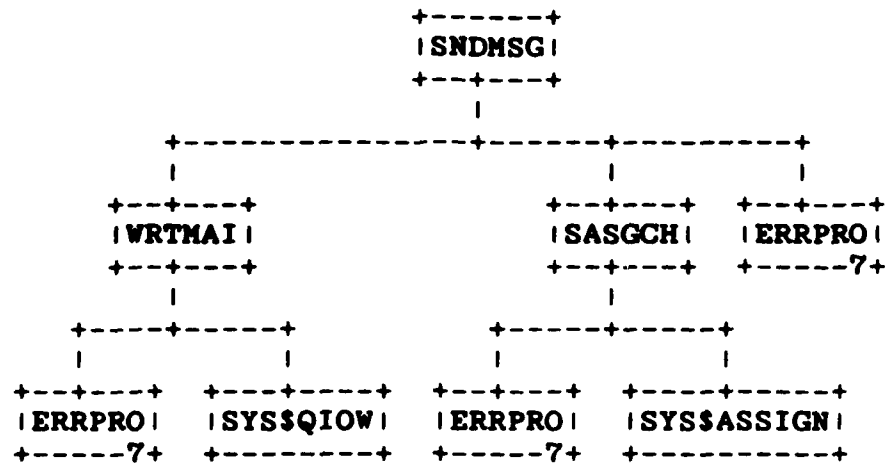 SNDMSG
WRTMAI SASGCH ERRPRO
7
ERRPRO SYS$QIOW ERRPRO SYS$ASSIGN
7 7